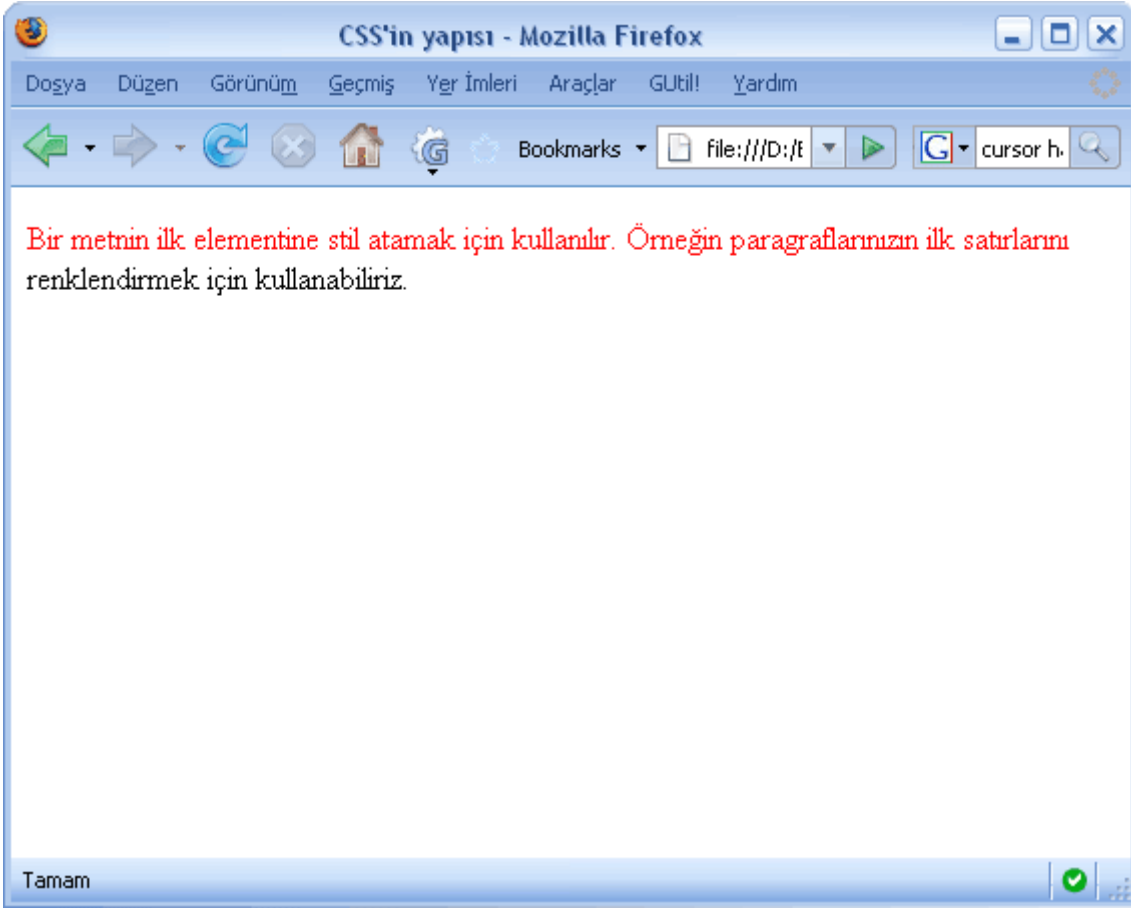 CSS'in yapısı - Mozilla Firefox
Dosya Düzen Görünüm Geçmiş Yer İmleri Araçlar GUtil! Yardım
G Bookmarks file:///D:/ G cursor h
Bir metnin ilk elementine stil atamak için kullanılır. Örneğin paragraflarınızın ilk satırlarını
renklendirmek için kullanabiliriz.
Tamam